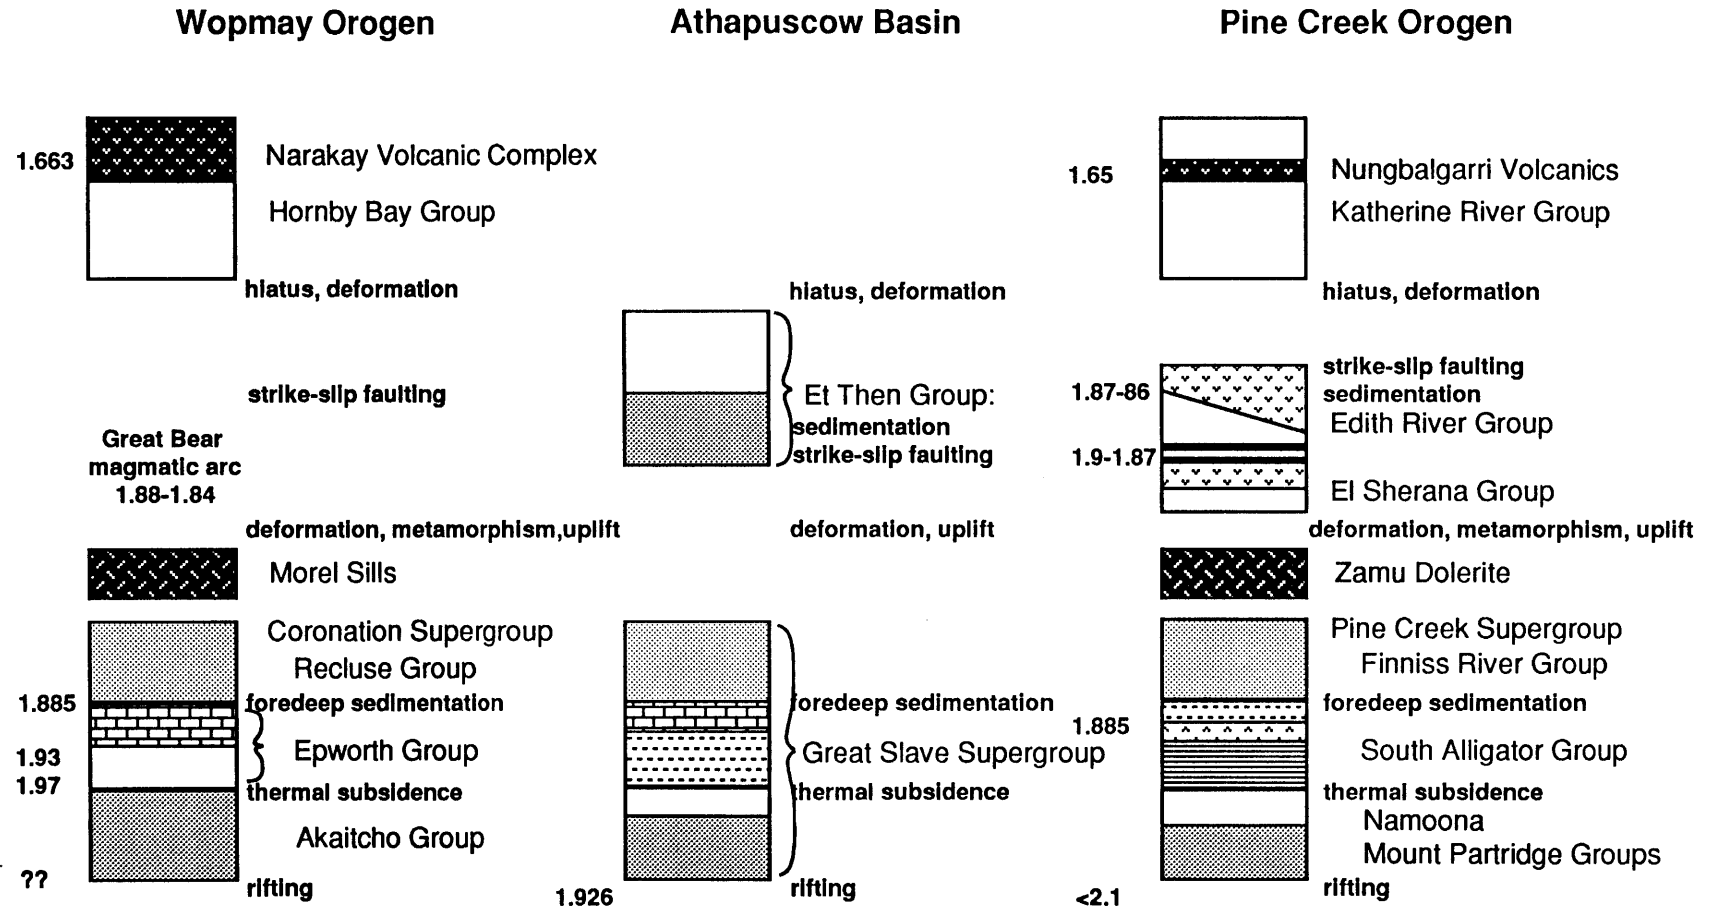 Wopmay Orogen
Athapuscow Basin
Pine Creek Orogen
1.663
Narakay Volcanic Complex
Hornby Bay Group
hiatus, deformation
strike-slip faulting
Great Bear
magmatic arc
1.88-1.84
deformation, metamorphism,uplift
Morel Sills
Coronation Supergroup
Recluse Group
1.885
foredeep sedimentation
Epworth Group
1.93
1.97
thermal subsidence
Akaitcho Group
??
rifting
hiatus, deformation
Et Then Group:
sedimentation
strike-slip faulting
deformation, uplift
foredeep sedimentation
Great Slave Supergroup
thermal subsidence
1.926
rifting
1.65
Nungbalgarri Volcanics
Katherine River Group
hiatus, deformation
strike-slip faulting
1.87-86
sedimentation
Edith River Group
1.9-1.87
El Sherana Group
deformation, metamorphism, uplift
Zamu Dolerite
Pine Creek Supergroup
Finniss River Group
foredeep sedimentation
1.885
South Alligator Group
thermal subsidence
Namoona
Mount Partridge Groups
<2.1
rifting